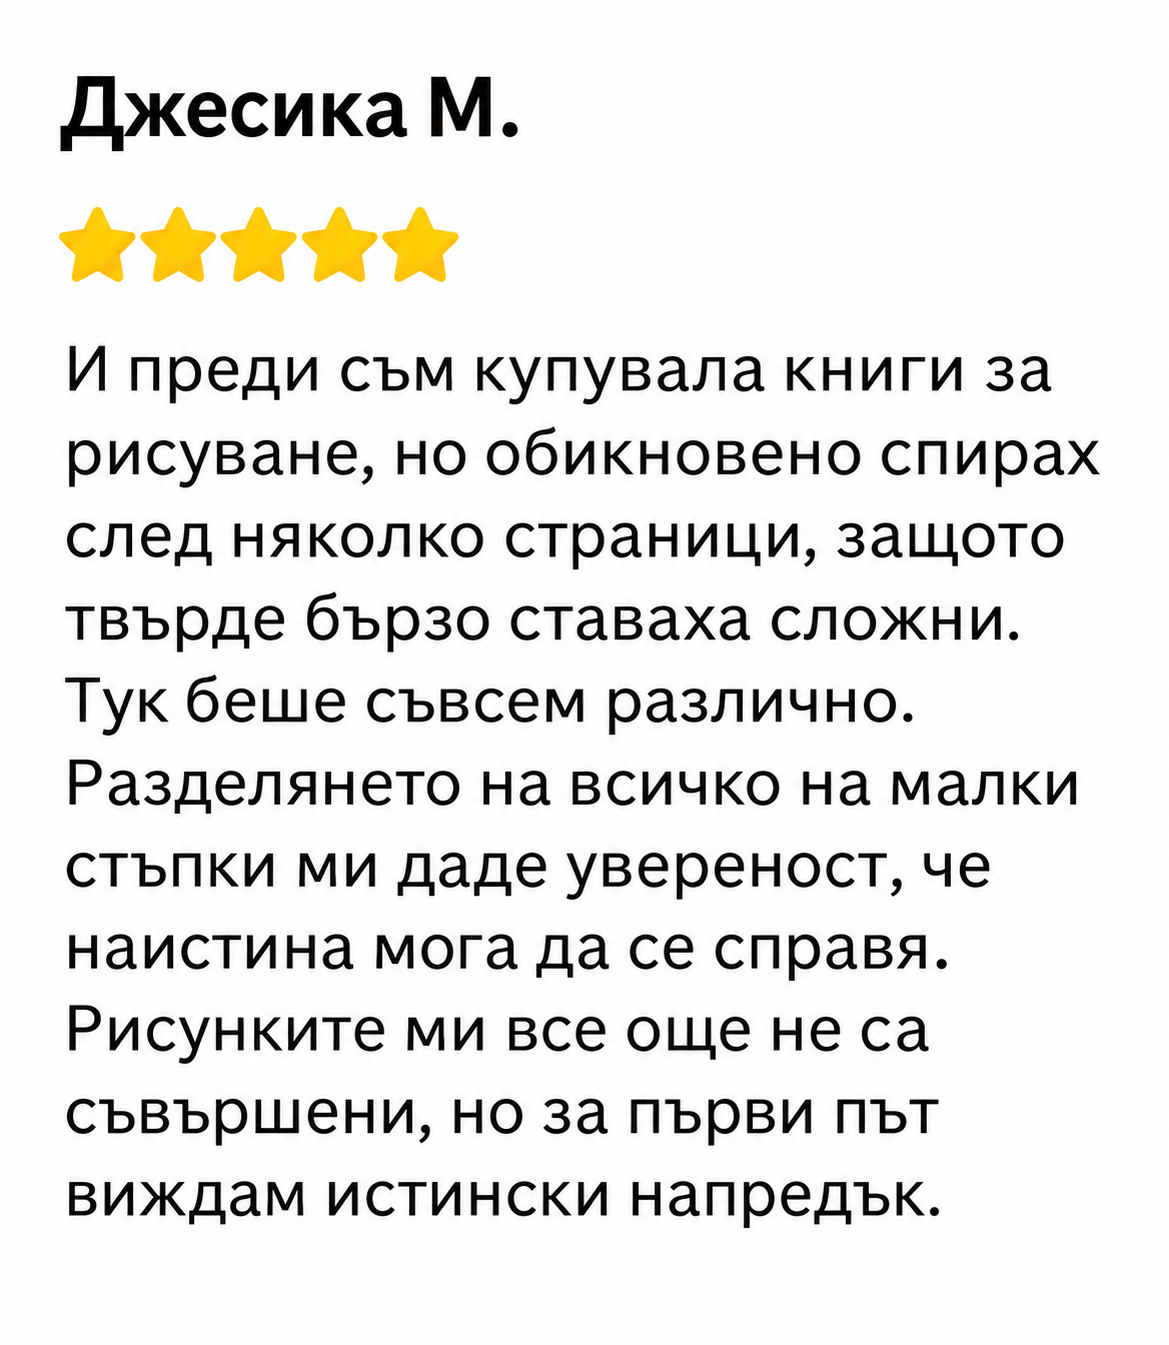 Джесика М.
И преди съм купувала книги за
рисуване, но обикновено спирах
след няколко страници, защото
твърде бързо ставаха сложни.
Тук беше съвсем различно.
Разделянето на всичко на малки
стъпки ми даде увереност, че
наистина мога да се справя.
Рисунките ми все още не са
съвършени, но за първи път
виждам истински напредък.